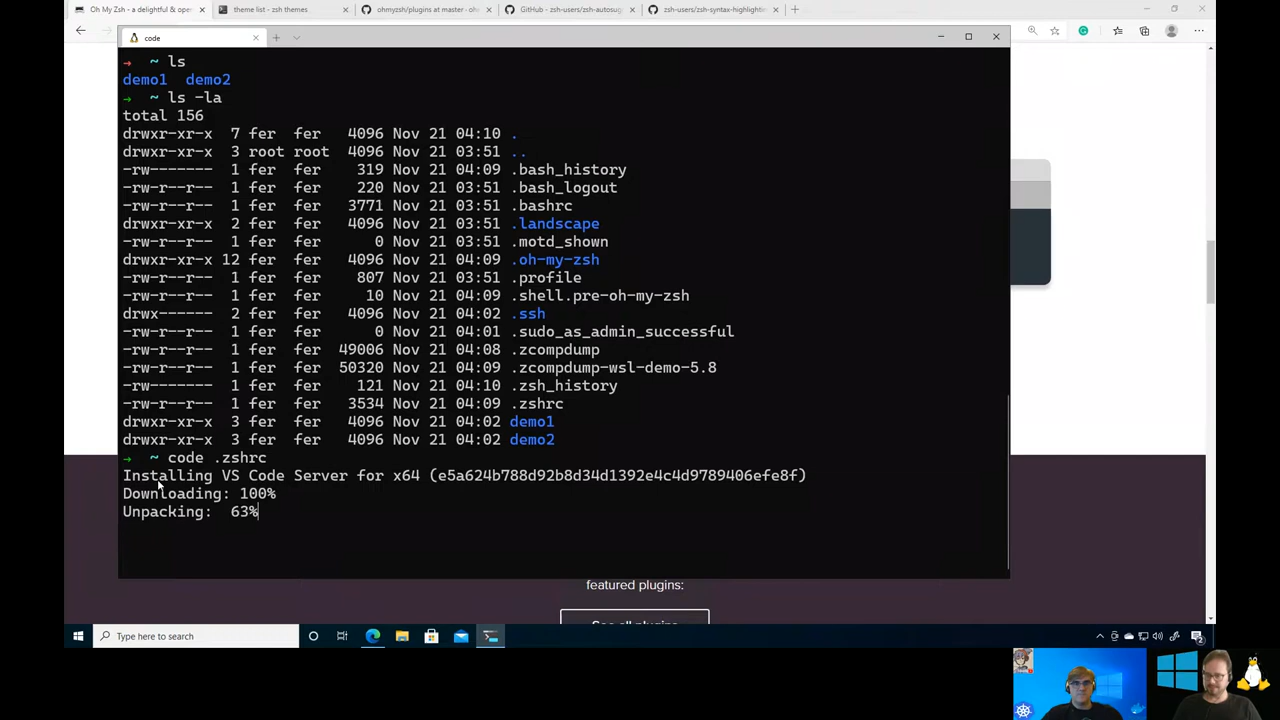 Oh My Zsh - a delightful & open
theme list - zsh themes
ohmyzsh/plugins at master · ohm
GitHub - zsh-users/zsh-autosug
zsh-users/zsh-syntax-highlightin
code
→ ~ ls
demo1 demo2
→ ~ ls -la
total 156
drwxr-xr-x 7 fer fer 4096 Nov 21 04:10 .
drwxr-xr-x 3 root root 4096 Nov 21 03:51 ..
-rw------- 1 fer fer 319 Nov 21 04:09 .bash_history
-rw-r--r-- 1 fer fer 220 Nov 21 03:51 .bash_logout
-rw-r--r-- 1 fer fer 3771 Nov 21 03:51 .bashrc
drwxr-xr-x 2 fer fer 4096 Nov 21 03:51 .landscape
-rw-r--r-- 1 fer fer 0 Nov 21 03:51 .motd_shown
drwxr-xr-x 12 fer fer 4096 Nov 21 04:09 .oh-my-zsh
-rw-r--r-- 1 fer fer 807 Nov 21 03:51 .profile
-rw-r--r-- 1 fer fer 10 Nov 21 04:09 .shell.pre-oh-my-zsh
drwx------ 2 fer fer 4096 Nov 21 04:02 .ssh
-rw-r--r-- 1 fer fer 0 Nov 21 04:01 .sudo_as_admin_successful
-rw-r--r-- 1 fer fer 49006 Nov 21 04:08 .zcompdump
-rw-r--r-- 1 fer fer 50320 Nov 21 04:09 .zcompdump-wsl-demo-5.8
-rw------- 1 fer fer 121 Nov 21 04:10 .zsh_history
-rw-r--r-- 1 fer fer 3534 Nov 21 04:09 .zshrc
drwxr-xr-x 3 fer fer 4096 Nov 21 04:02 demo1
drwxr-xr-x 3 fer fer 4096 Nov 21 04:02 demo2
→ ~ code .zshrc
Installing VS Code Server for x64 (e5a624b788d92b8d34d1392e4c4d9789406efe8f)
Downloading: 100%
Unpacking: 63%
featured plugins:
See all plugins
Type here to search